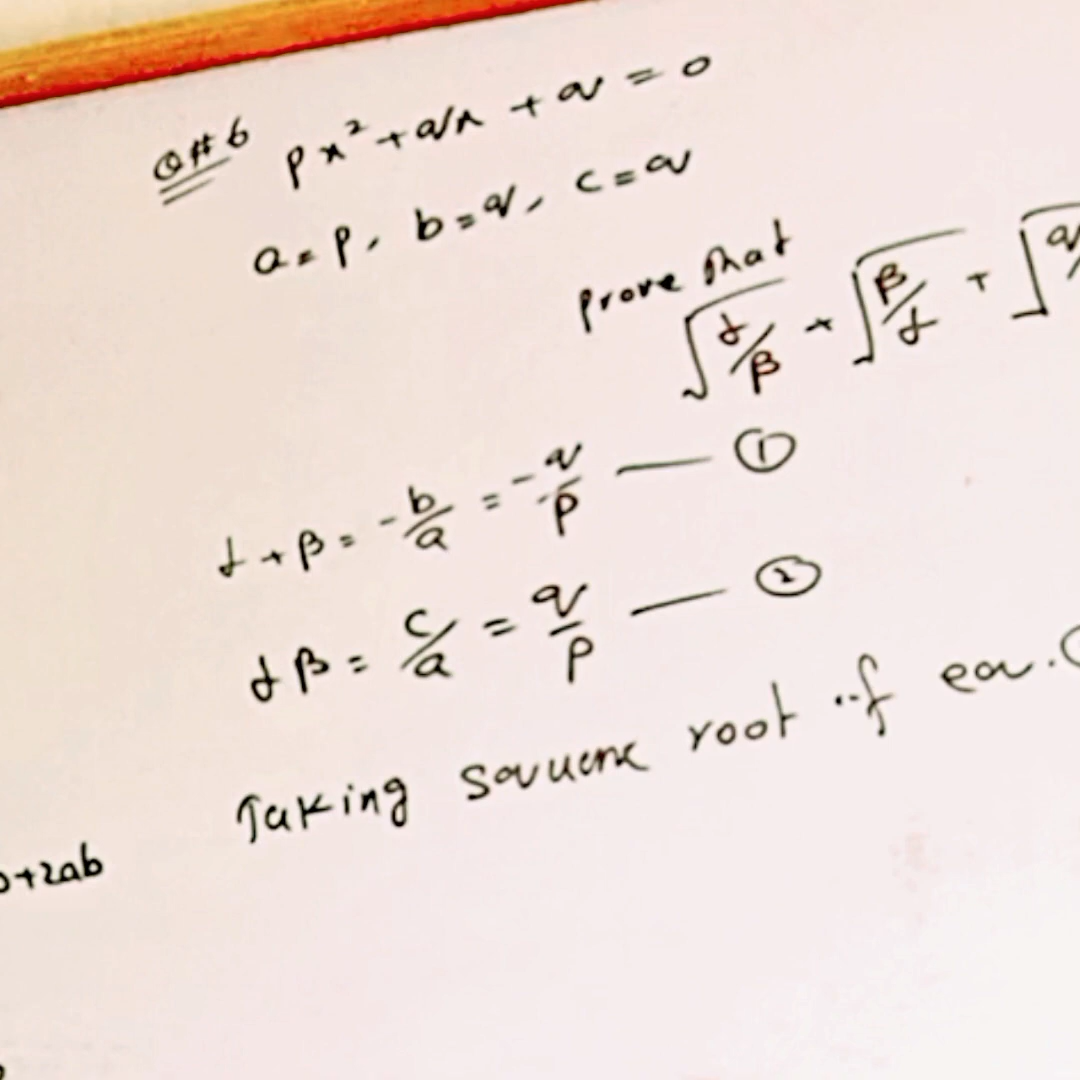 Q#6 px² + qx + q = 0
a = p, b = q, c = q
prove that
√α/β + √β/α + √q/
α + β = -b/a = -q/p — ①
αβ = c/a = q/p — ②
Taking square root of eq.
+2ab